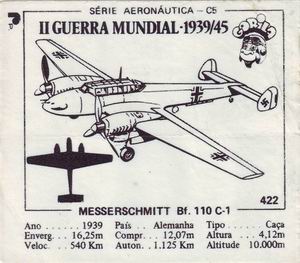 SÉRIE AERONÁUTICA - C5
II GUERRA MUNDIAL-1939/45
422
MESSERSCHMITT Bf. 110 C-1
Ano . . . . . 1939 País . . Alemanha Tipo . . . . . Caça
Enverg. . 16,25m Compr. . 12,07m Altura . . . 4,12m
Veloc. . . 540 Km Auton. . 1.125 Km Altitude 10.000m